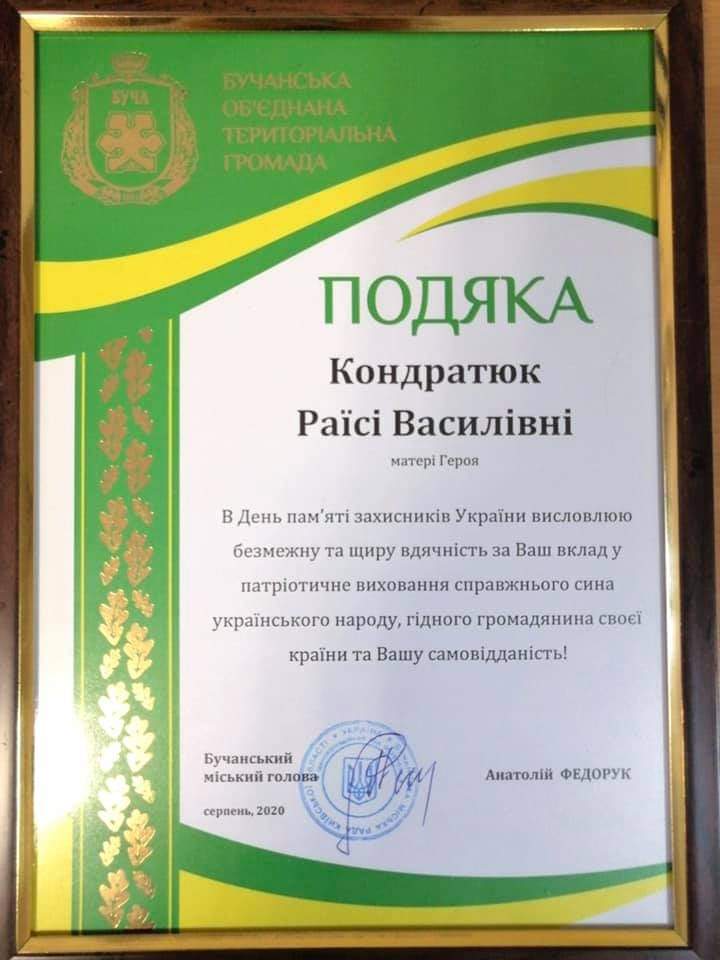 БУЧА
БУЧАНСЬКА
ОБ'ЄДНАНА
ТЕРИТОРІАЛЬНА
ГРОМАДА
ПОДЯКА
Кондратюк
Раїсі Василівні
матері Героя
В День пам'яті захисників України висловлюю
безмежну та щиру вдячність за Ваш вклад у
патріотичне виховання справжнього сина
українського народу, гідного громадянина своєї
країни та Вашу самовідданість!
Бучанський
міський голова
Анатолій ФЕДОРУК
серпень, 2020